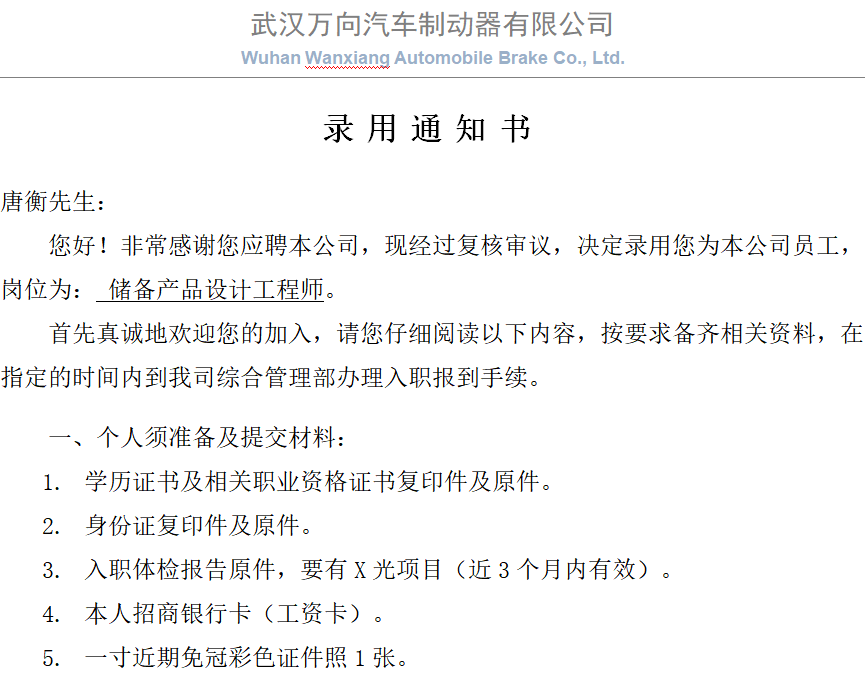 武汉万向汽车制动器有限公司
Wuhan Wanxiang Automobile Brake Co., Ltd.
录用通知书
唐衡先生：
您好！非常感谢您应聘本公司，现经过复核审议，决定录用您为本公司员工，
岗位为： 储备产品设计工程师。
首先真诚地欢迎您的加入，请您仔细阅读以下内容，按要求备齐相关资料，在
指定的时间内到我司综合管理部办理入职报到手续。
一、个人须准备及提交材料：
1. 学历证书及相关职业资格证书复印件及原件。
2. 身份证复印件及原件。
3. 入职体检报告原件，要有 X 光项目（近 3 个月内有效）。
4. 本人招商银行卡（工资卡）。
5. 一寸近期免冠彩色证件照 1 张。